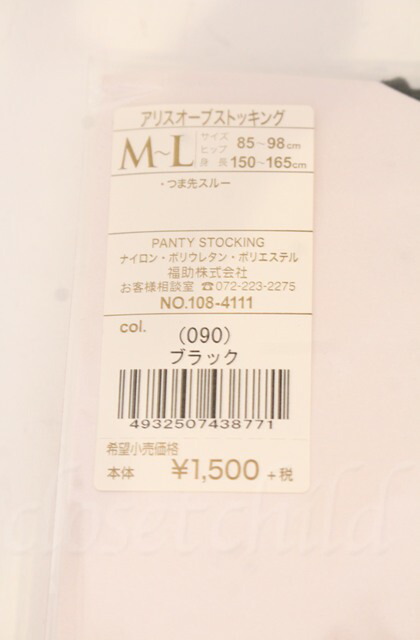 アリスオーブストッキング
M~L サイズ ヒップ 85~98cm
身長 150~165cm
・つま先スルー
PANTY STOCKING
ナイロン・ポリウレタン・ポリエステル
福助株式会社
お客様相談室 ☎072-223-2275
NO.108-4111
col.
(090)
ブラック
4932507438771
希望小売価格
本体 ¥1,500 +税
closetchild